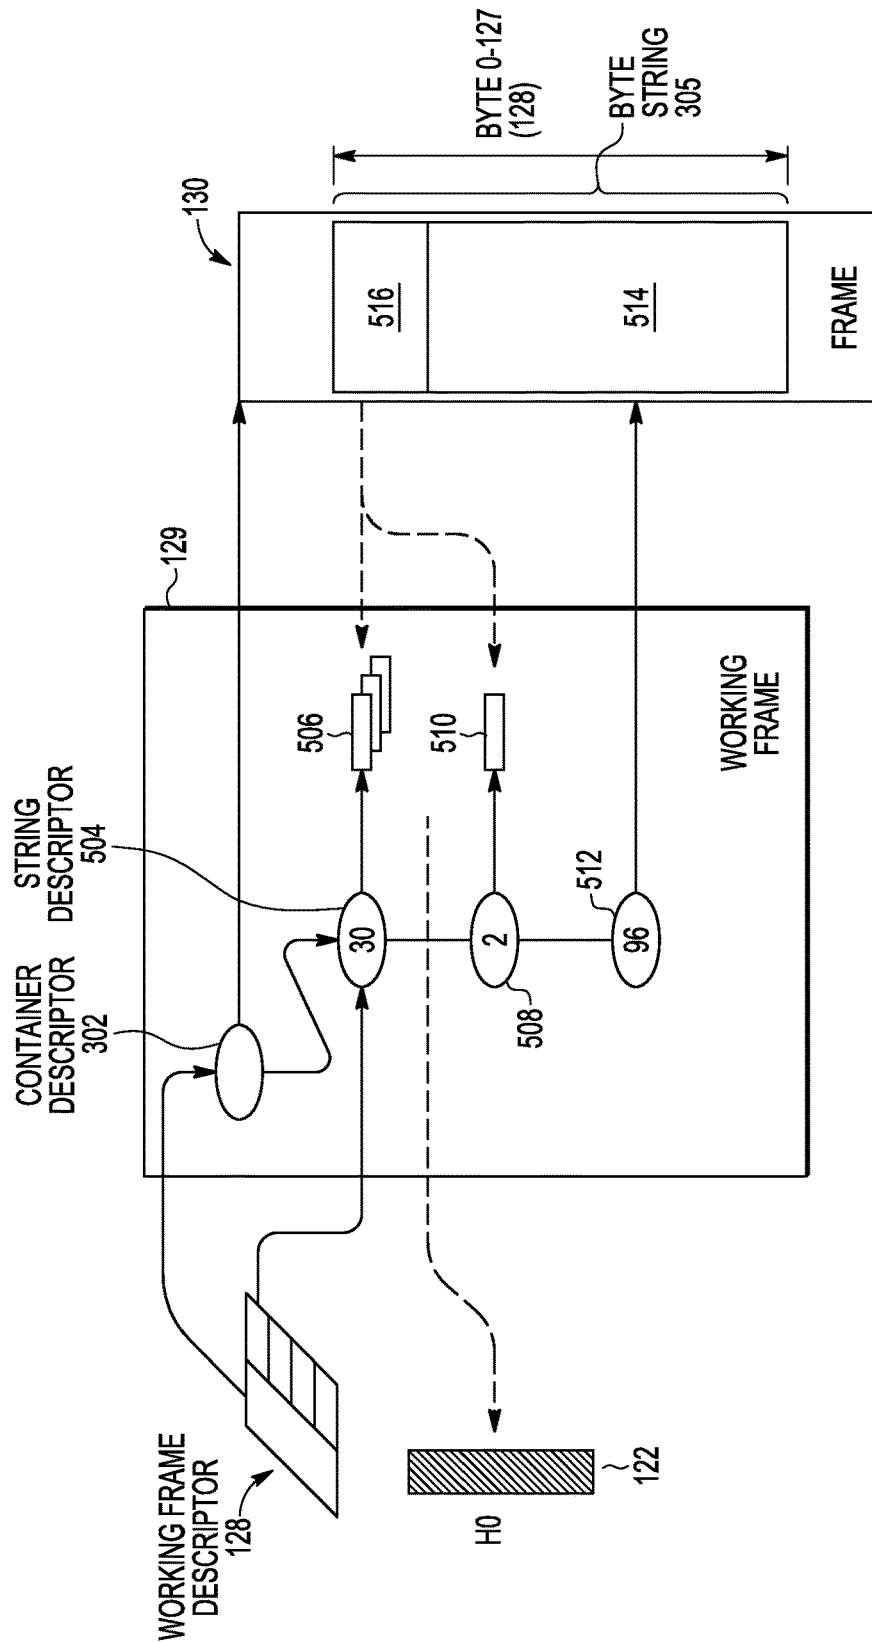 WORKING FRAME
DESCRIPTOR
128
H0
122
CONTAINER
DESCRIPTOR
302
STRING
DESCRIPTOR
504
129
30
506
2
508
510
96
512
WORKING
FRAME
130
516
514
FRAME
BYTE 0-127
(128)
BYTE
STRING
305